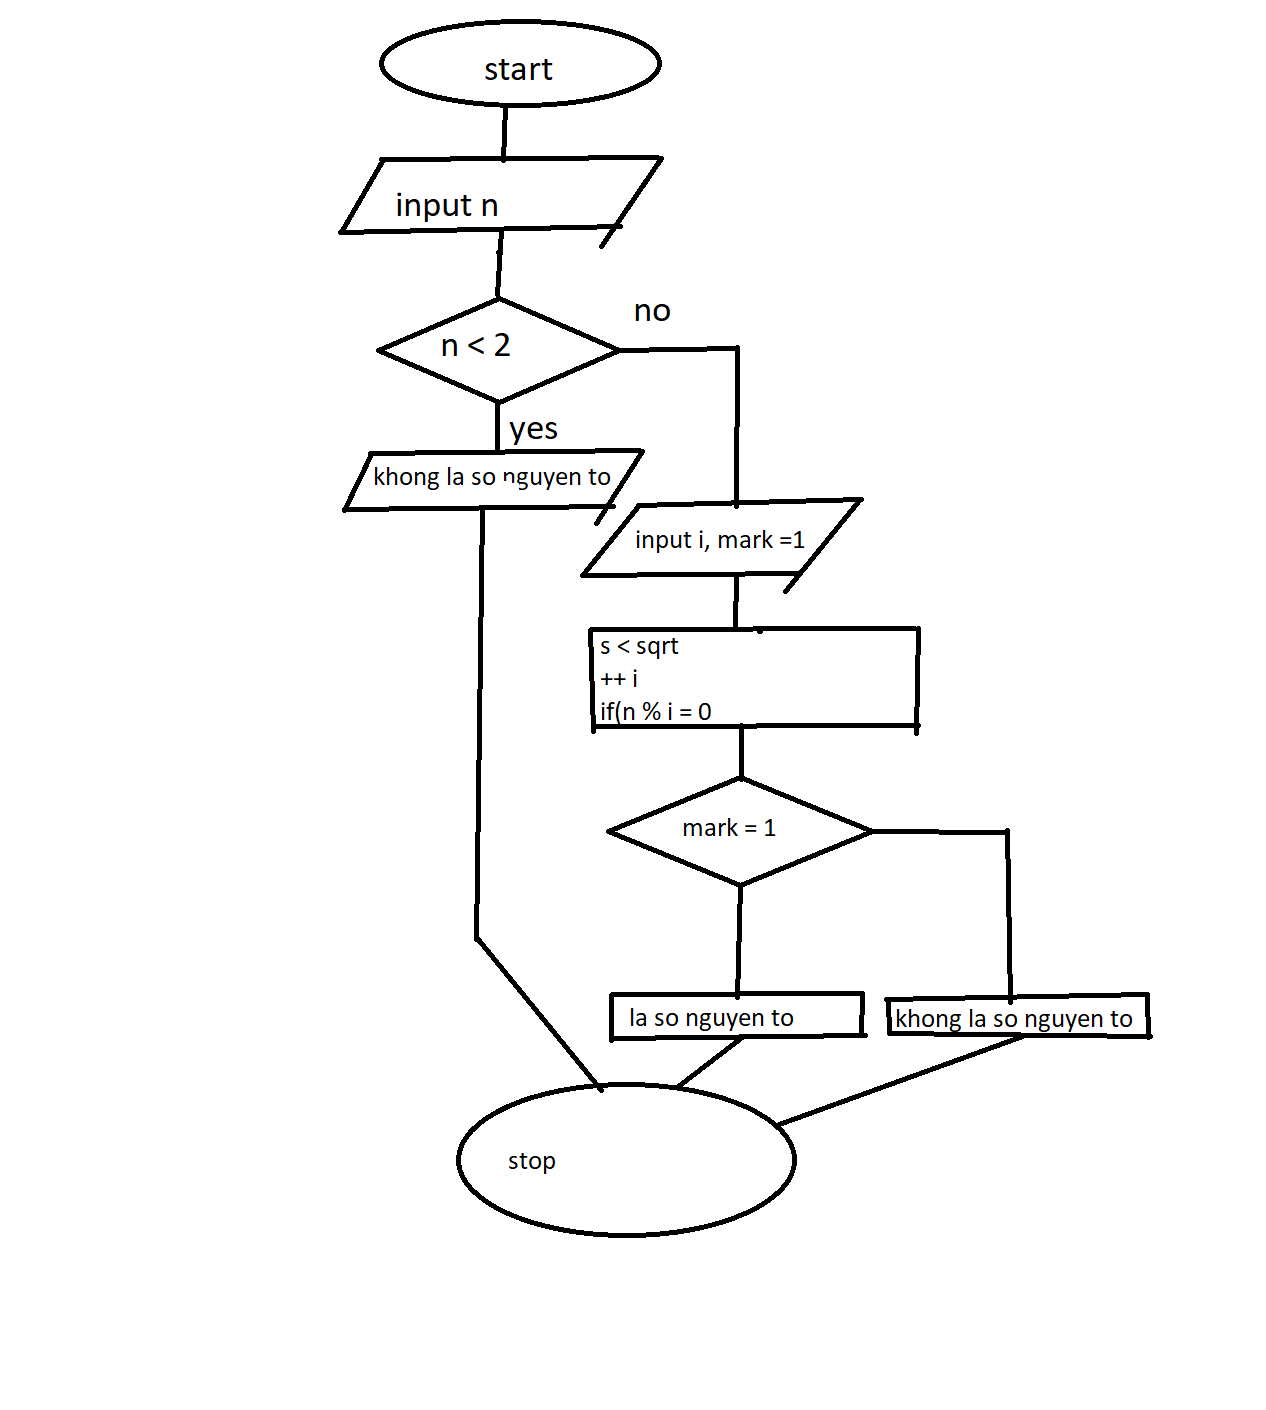 start
input n
n < 2
no
yes
khong la so nguyen to
input i, mark =1
s < sqrt
++ i
if(n % i = 0
mark = 1
la so nguyen to
khong la so nguyen to
stop